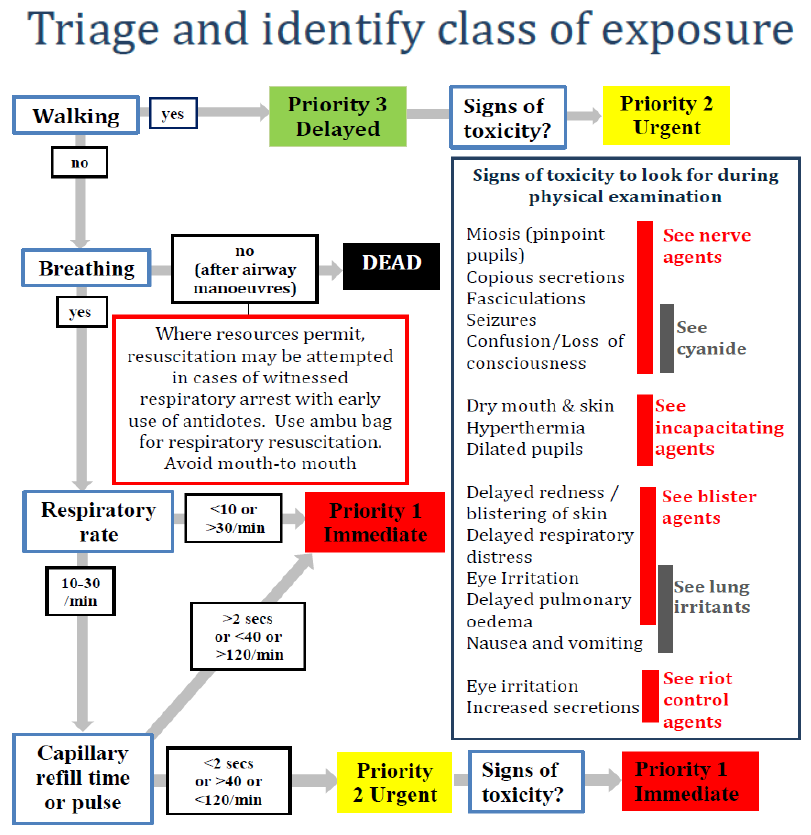 Triage and identify class of exposure
Walking
yes
Priority 3
Delayed
Signs of
toxicity?
Priority 2
Urgent
no
Breathing
no
(after airway
manoeuvres)
DEAD
yes
Where resources permit,
resuscitation may be attempted
in cases of witnessed
respiratory arrest with early
use of antidotes.  Use ambu bag
for respiratory resuscitation.
Avoid mouth-to mouth
Respiratory
rate
<10 or
>30/min
Priority 1
Immediate
10-30
/min
>2 secs
or <40 or
>120/min
Capillary
refill time
or pulse
<2 secs
or >40 or
<120/min
Priority
2 Urgent
Signs of
toxicity?
Priority 1
Immediate
Signs of toxicity to look for during
physical examination
Miosis (pinpoint
pupils)
Copious secretions
Fasciculations
Seizures
Confusion/Loss of
consciousness
See nerve
agents
See
cyanide
Dry mouth & skin
Hyperthermia
Dilated pupils
See
incapacitating
agents
Delayed redness /
blistering of skin
Delayed respiratory
distress
Eye Irritation
Delayed pulmonary
oedema
Nausea and vomiting
See blister
agents
See lung
irritants
Eye irritation
Increased secretions
See riot
control
agents